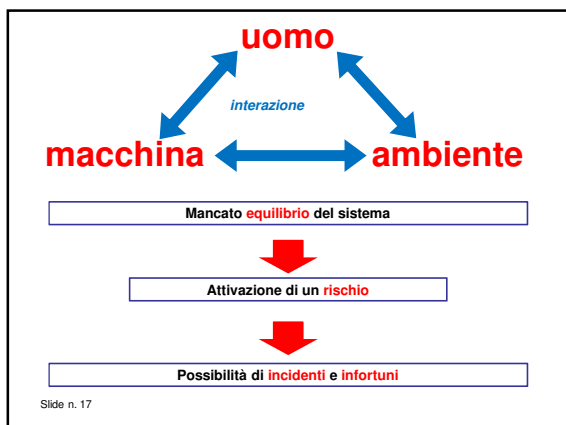 uomo
interazione
macchina
ambiente
Mancato equilibrio del sistema
Attivazione di un rischio
Possibilità di incidenti e infortuni
Slide n. 17